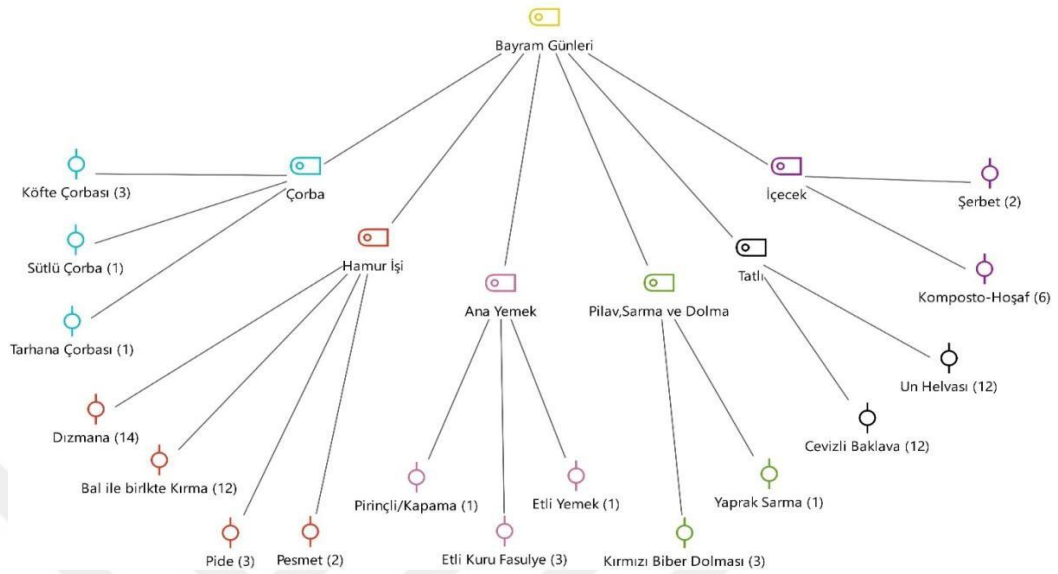 Bayram Günleri
Köfte Çorbası (3)
Çorba
İçecek
Şerbet (2)
Sütlü Çorba (1)
Hamur İşi
Tatlı
Komposto-Hoşaf (6)
Ana Yemek
Pilav,Sarma ve Dolma
Tarhana Çorbası (1)
Un Helvası (12)
Dızmana (14)
Cevizli Baklava (12)
Bal ile birlkte Kırma (12)
Pirinçli/Kapama (1)
Etli Yemek (1)
Yaprak Sarma (1)
Pide (3)
Pesmet (2)
Etli Kuru Fasulye (3)
Kırmızı Biber Dolması (3)